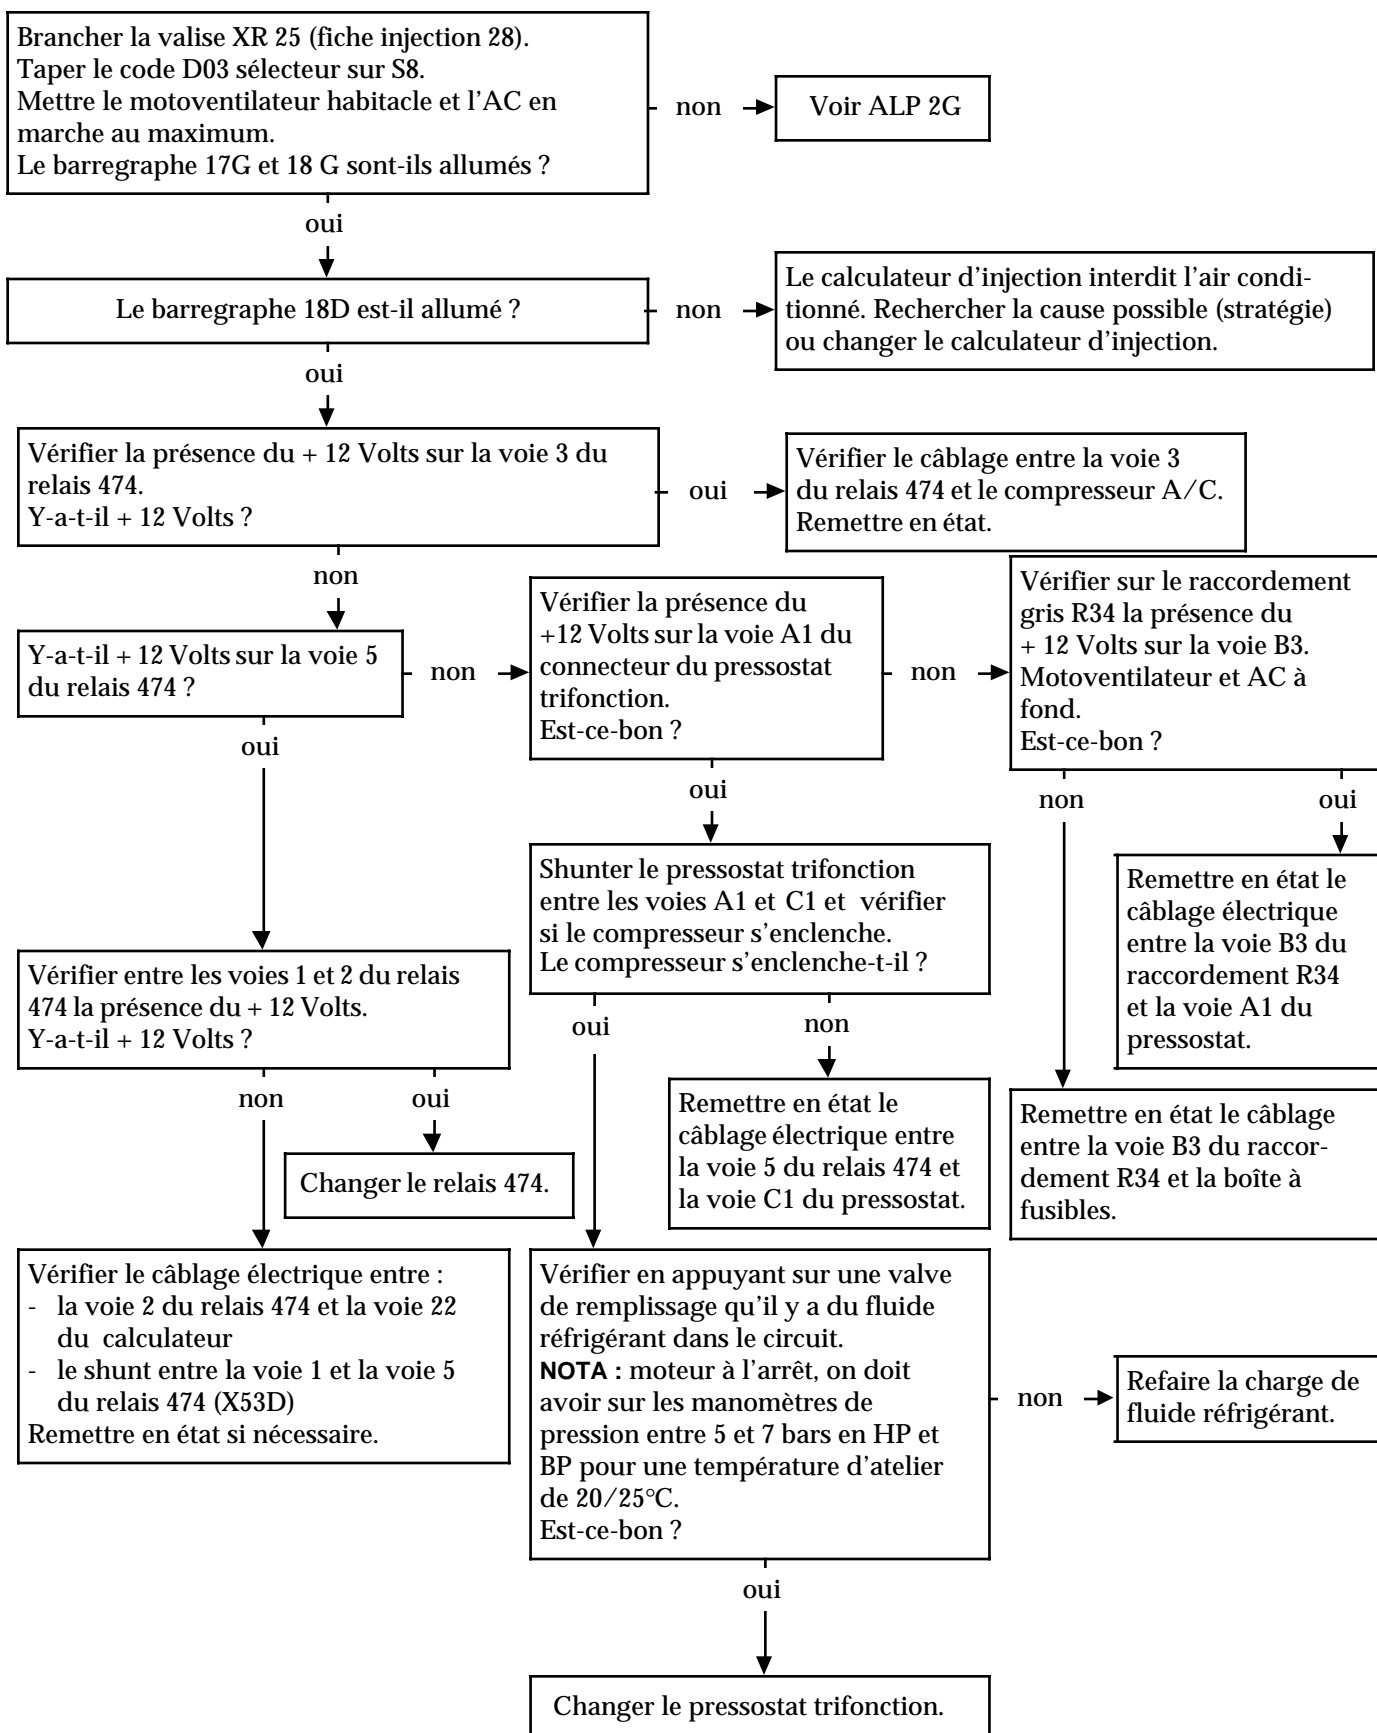 Brancher la valise XR 25 (fiche injection 28).
Taper le code D03 sélecteur sur S8.
Mettre le motoventilateur habitacle et l'AC en
marche au maximum.
Le barregraphe 17G et 18 G sont-ils allumés ?
non
Voir ALP 2G
oui
Le barregraphe 18D est-il allumé ?
non
Le calculateur d'injection interdit l'air condi-
tionné. Rechercher la cause possible (stratégie)
ou changer le calculateur d'injection.
oui
Vérifier la présence du + 12 Volts sur la voie 3 du
relais 474.
Y-a-t-il + 12 Volts ?
oui
Vérifier le câblage entre la voie 3
du relais 474 et le compresseur A/C.
Remettre en état.
non
Y-a-t-il + 12 Volts sur la voie 5
du relais 474 ?
non
Vérifier la présence du
+12 Volts sur la voie A1 du
connecteur du pressostat
trifonction.
Est-ce-bon ?
non
Vérifier sur le raccordement
gris R34 la présence du
+ 12 Volts sur la voie B3.
Motoventilateur et AC à
fond.
Est-ce-bon ?
oui
oui
non
oui
Shunter le pressostat trifonction
entre les voies A1 et C1 et vérifier
si le compresseur s'enclenche.
Le compresseur s'enclenche-t-il ?
Remettre en état le
câblage électrique
entre la voie B3 du
raccordement R34
et la voie A1 du
pressostat.
Vérifier entre les voies 1 et 2 du relais
474 la présence du + 12 Volts.
Y-a-t-il + 12 Volts ?
oui
non
non
oui
Remettre en état le
câblage électrique entre
la voie 5 du relais 474 et
la voie C1 du pressostat.
Remettre en état le câblage
entre la voie B3 du raccor-
dement R34 et la boîte à
fusibles.
Changer le relais 474.
Vérifier le câblage électrique entre :
- la voie 2 du relais 474 et la voie 22
du calculateur
- le shunt entre la voie 1 et la voie 5
du relais 474 (X53D)
Remettre en état si nécessaire.
Vérifier en appuyant sur une valve
de remplissage qu'il y a du fluide
réfrigérant dans le circuit.
NOTA : moteur à l'arrêt, on doit
avoir sur les manomètres de
pression entre 5 et 7 bars en HP et
BP pour une température d'atelier
de 20/25°C.
Est-ce-bon ?
non
Refaire la charge de
fluide réfrigérant.
oui
Changer le pressostat trifonction.